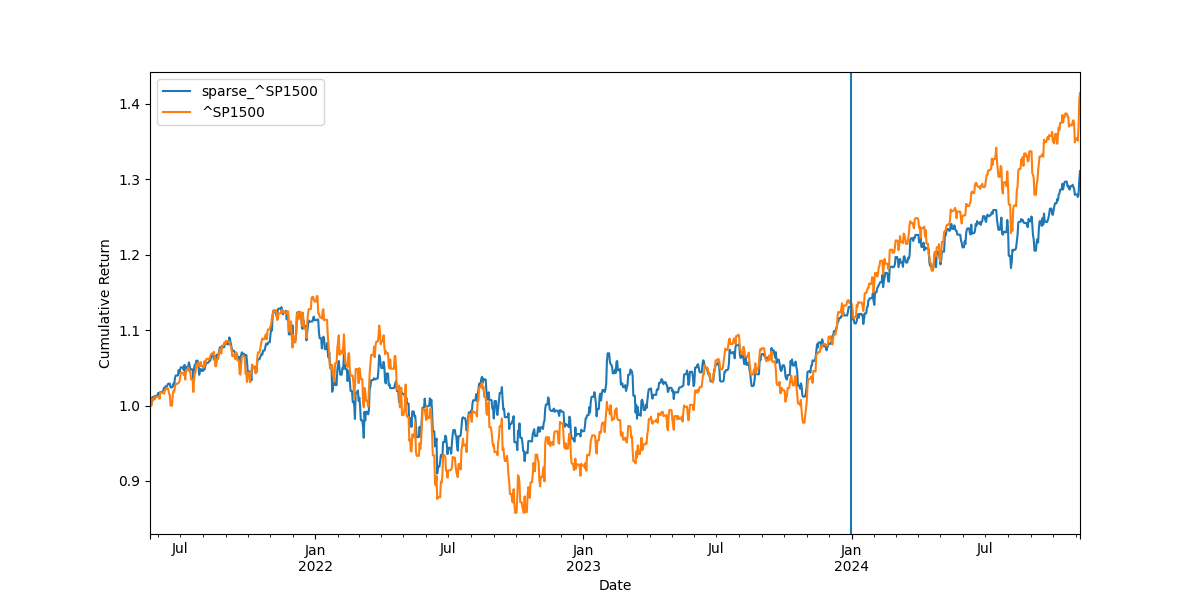 sparse_^SP1500
^SP1500
Cumulative Return
1.4
1.3
1.2
1.1
1.0
0.9
Jul
Jan
2022
Jul
Jan
2023
Jul
Jan
2024
Jul
Date